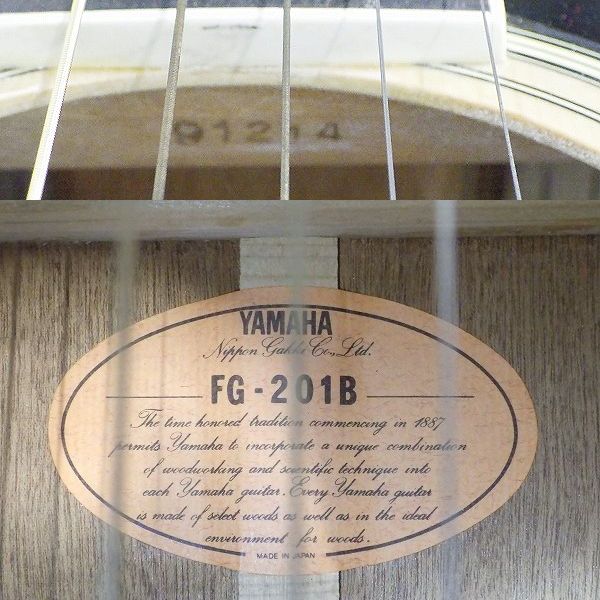 91214
YAMAHA
Nippon Gakki Co., Ltd.
FG-201B
The time honored tradition commencing in 1887
permits Yamaha to incorporate a unique combination
of woodworking and scientific technique into
each Yamaha guitar. Every Yamaha guitar
is made of select woods as well as in the ideal
environment for woods.
MADE IN JAPAN